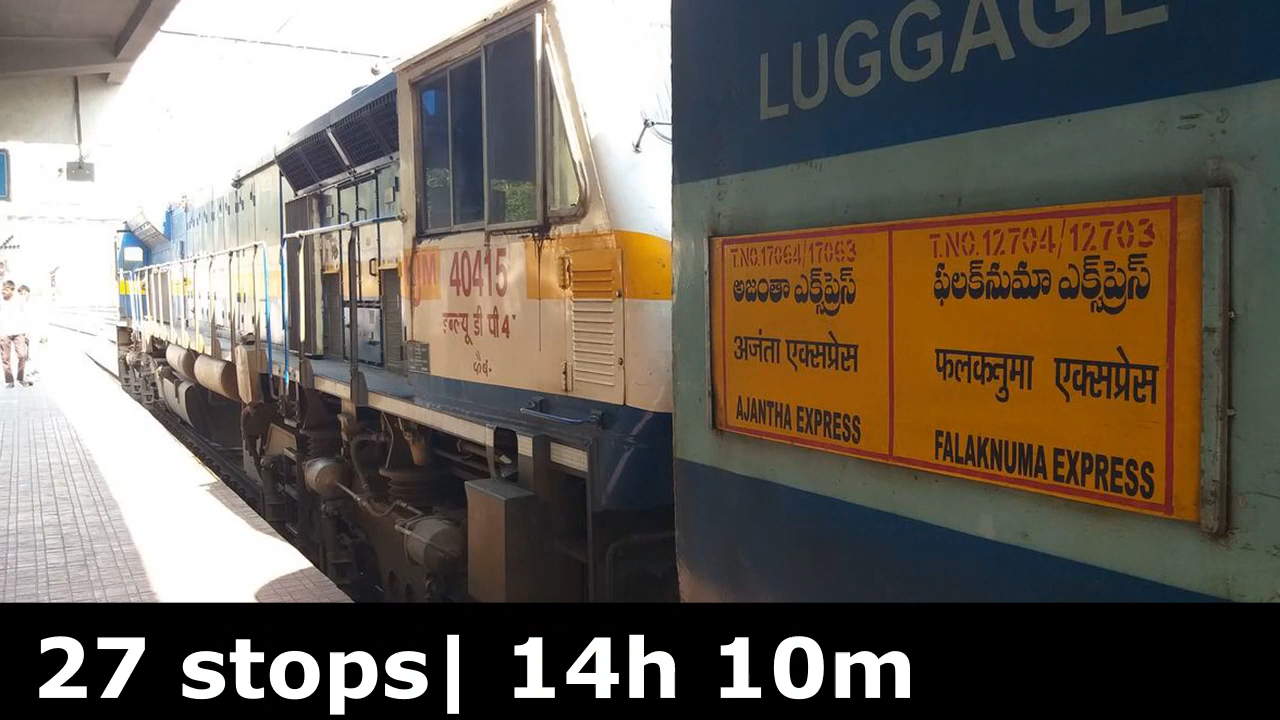 LUGGAGE
40415
डब्ल्यू डी पी 4
T.NO.17064/17063
అజంతా ఎక్స్‌ప్రెస్
अजंता एक्सप्रेस
AJANTHA EXPRESS
T.NO.12704/12703
ఫలక్‌నుమా ఎక్స్‌ప్రెస్
फलकनुमा एक्सप्रेस
FALAKNUMA EXPRESS
27 stops| 14h 10m